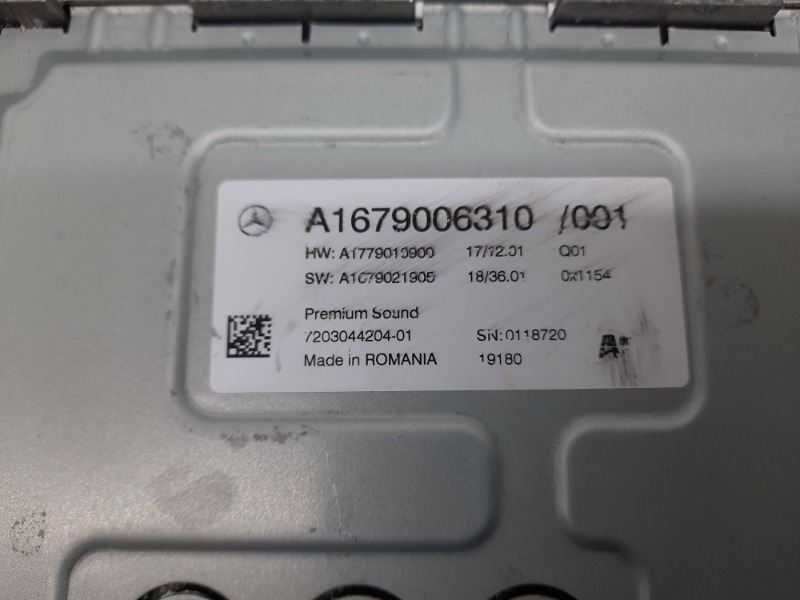 A1679006310 /001
HW: A1779010900 17/12.01 Q01
SW: A1679021905 18/36.01 0x1154
Premium Sound
7203044204-01 SN:0118720
Made in ROMANIA 19180